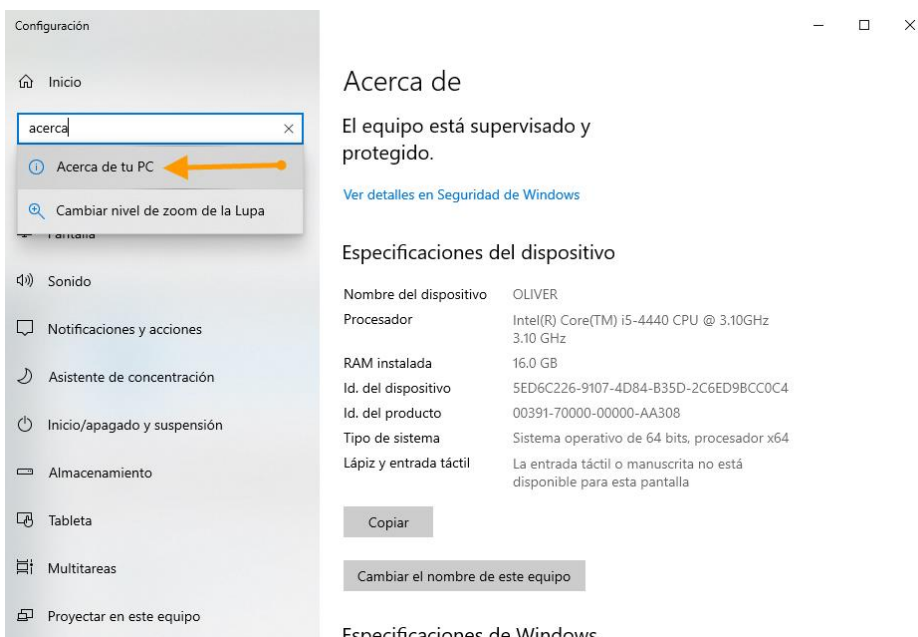 Configuración
Inicio
acerca
Acerca de tu PC
Cambiar nivel de zoom de la Lupa
Pantalla
Sonido
Notificaciones y acciones
Asistente de concentración
Inicio/apagado y suspensión
Almacenamiento
Tableta
Multitareas
Proyectar en este equipo
Acerca de
El equipo está supervisado y
protegido.
Ver detalles en Seguridad de Windows
Especificaciones del dispositivo
Nombre del dispositivo OLIVER
Procesador Intel(R) Core(TM) i5-4440 CPU @ 3.10GHz
3.10 GHz
RAM instalada 16.0 GB
Id. del dispositivo 5ED6C226-9107-4D84-B35D-2C6ED9BCC0C4
Id. del producto 00391-70000-00000-AA308
Tipo de sistema Sistema operativo de 64 bits, procesador x64
Lápiz y entrada táctil La entrada táctil o manuscrita no está
disponible para esta pantalla
Copiar
Cambiar el nombre de este equipo
Especificaciones de Windows